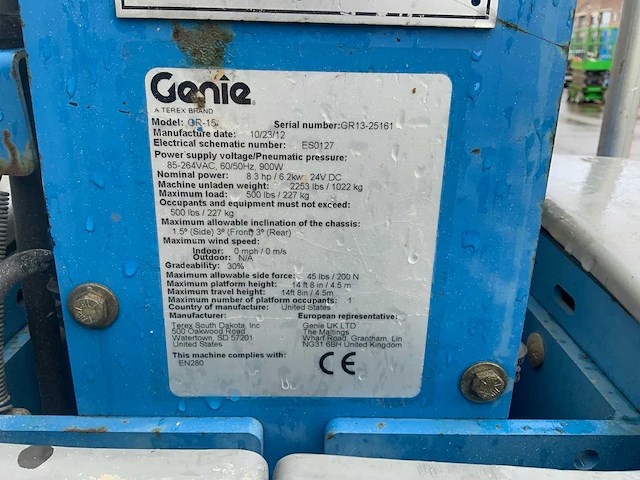 Genie
A TEREX BRAND
Model: GR-15 Serial number:GR13-25161
Manufacture date: 10/23/12
Electrical schematic number: ES0127
Power supply voltage/Pneumatic pressure:
85-264VAC, 60/50Hz, 900W
Nominal power: 8.3 hp / 6.2kw, 24V DC
Machine unladen weight: 2253 lbs / 1022 kg
Maximum load: 500 lbs / 227 kg
Occupants and equipment must not exceed:
500 lbs / 227 kg
Maximum allowable inclination of the chassis:
1.5° (Side) 3° (Front) 3° (Rear)
Maximum wind speed:
Indoor: 0 mph / 0 m/s
Outdoor: N/A
Gradeability: 30%
Maximum allowable side force: 45 lbs / 200 N
Maximum platform height: 14 ft 8 in / 4.5 m
Maximum travel height: 14ft 8in / 4.5m
Maximum number of platform occupants: 1
Country of manufacture: United States
Manufacturer: European representative:
Terex South Dakota, Inc Genie UK LTD
500 Oakwood Road The Maltings
Watertown, SD 57201 Wharf Road, Grantham, Lin
United States NG31 6BH United Kingdom
This machine complies with:
EN280 CE